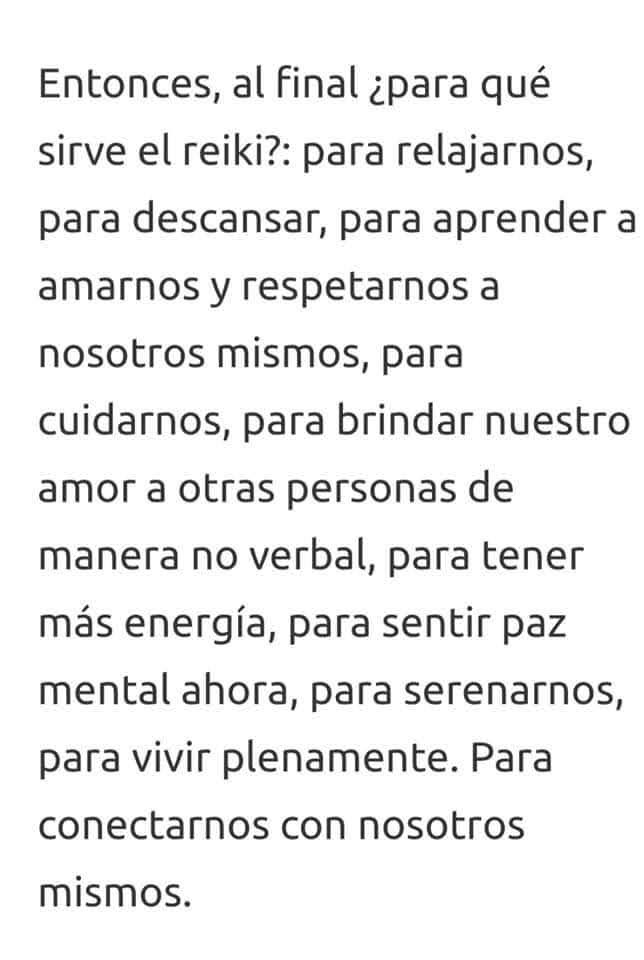 Entonces, al final ¿para qué
sirve el reiki?: para relajarnos,
para descansar, para aprender a
amarnos y respetarnos a
nosotros mismos, para
cuidarnos, para brindar nuestro
amor a otras personas de
manera no verbal, para tener
más energía, para sentir paz
mental ahora, para serenarnos,
para vivir plenamente. Para
conectarnos con nosotros
mismos.